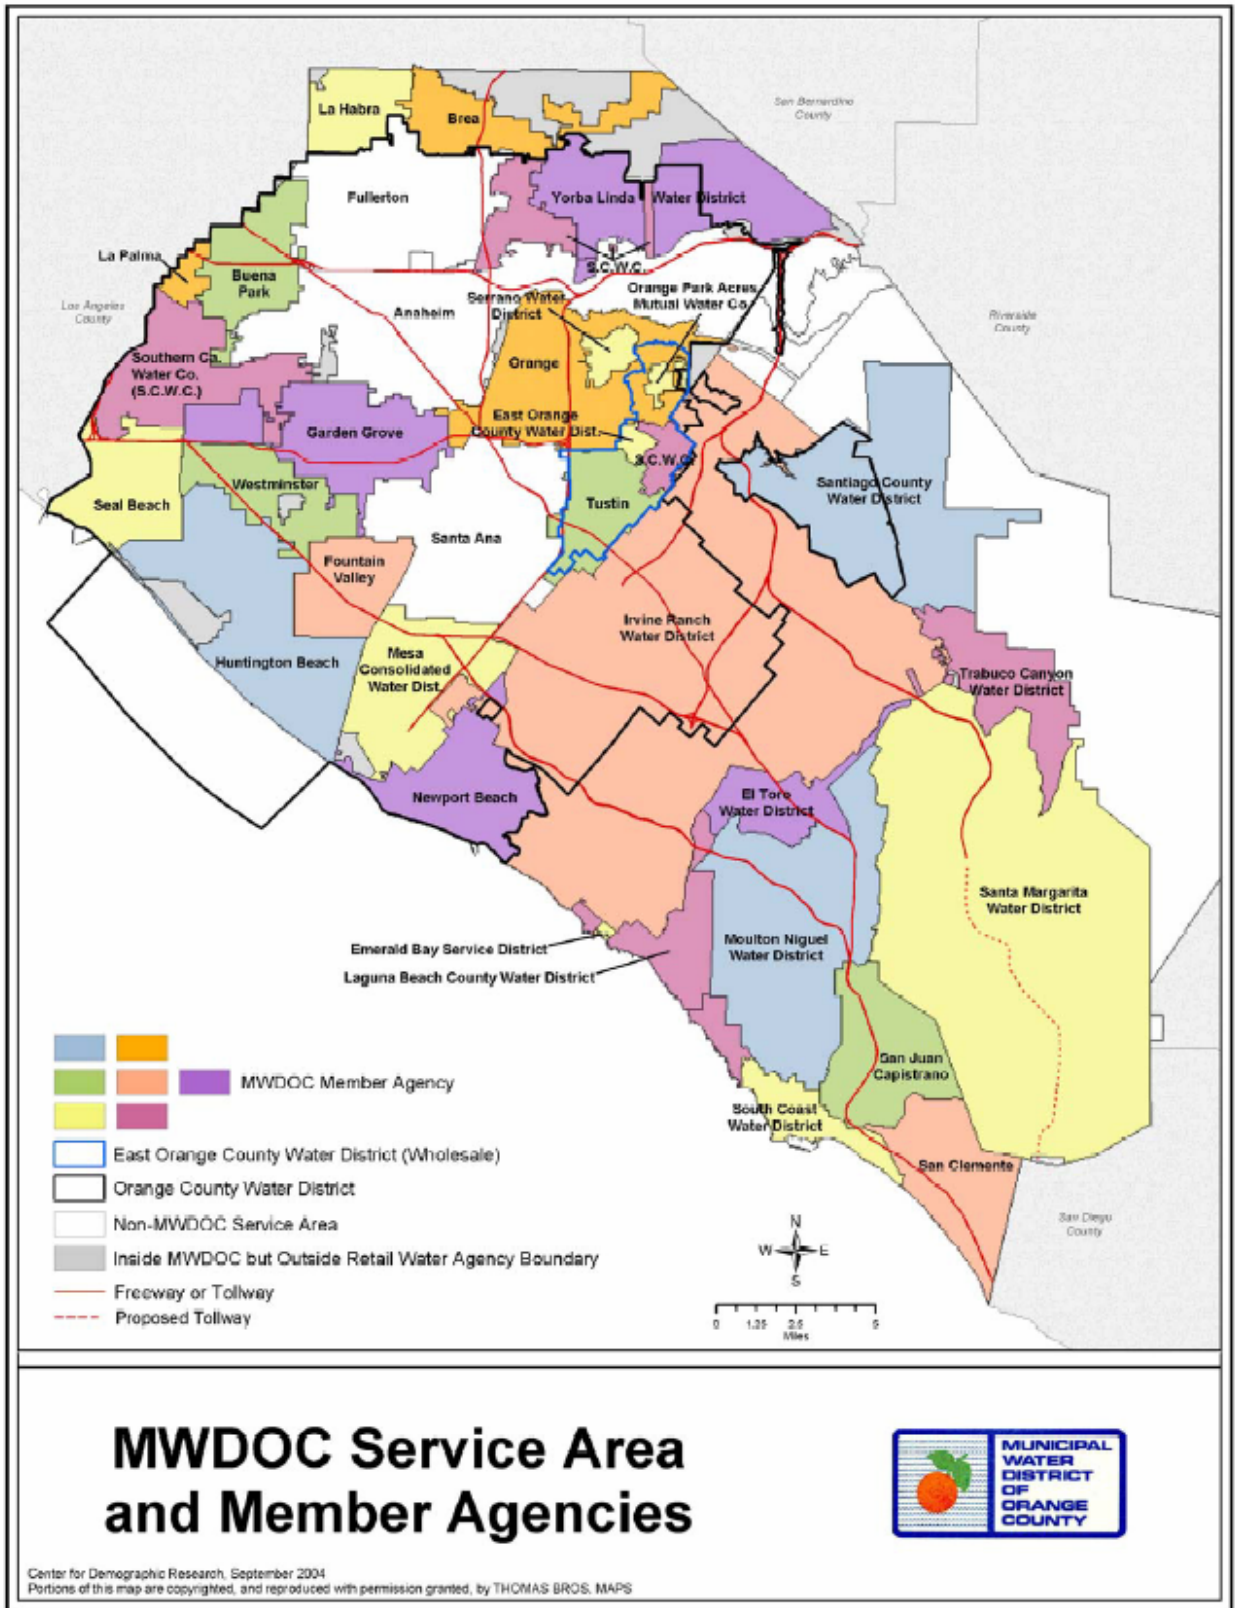 San Bernardino
County
La Habra
Brea
Fullerton
Yorba Linda
Water District
La Palma
Buena
Park
S.C.W.C.
Los Angeles
County
Anaheim
Serrano Water
District
Orange Park Acres
Mutual Water Co.
Riverside
County
Southern Ca.
Water Co.
(S.C.W.C.)
Orange
East Orange
County Water Dist.
Garden Grove
S.C.W.C.
Westminster
Seal Beach
Tustin
Santiago County
Water District
Santa Ana
Fountain
Valley
Irvine Ranch
Water District
Huntington Beach
Mesa
Consolidated
Water Dist.
Trabuco Canyon
Water District
Newport Beach
El Toro
Water District
Santa Margarita
Water District
Moulton Niguel
Water District
Emerald Bay Service District
Laguna Beach County Water District
San Juan
Capistrano
South Coast
Water District
San Clemente
San Diego
County
MWDOC Member Agency
East Orange County Water District (Wholesale)
Orange County Water District
Non-MWDOC Service Area
Inside MWDOC but Outside Retail Water Agency Boundary
Freeway or Tollway
Proposed Tollway
N
W E
S
0 1.25 2.5 5
Miles
MWDOC Service Area
and Member Agencies
MUNICIPAL
WATER
DISTRICT
OF
ORANGE
COUNTY
Center for Demographic Research, September 2004
Portions of this map are copyrighted, and reproduced with permission granted, by THOMAS BROS. MAPS